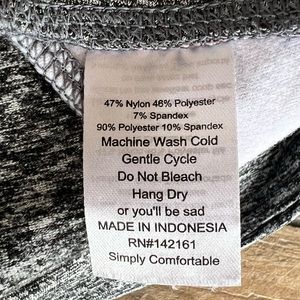 47% Nylon 46% Polyester
7% Spandex
90% Polyester 10% Spandex
Machine Wash Cold
Gentle Cycle
Do Not Bleach
Hang Dry
or you'll be sad
MADE IN INDONESIA
RN#142161
Simply Comfortable